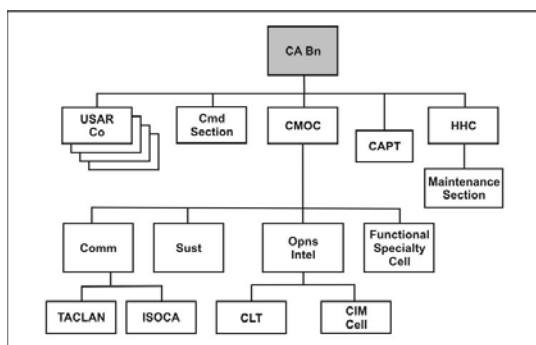 CA Bn
USAR
Co
Cmd
Section
CMOC
CAPT
HHC
Maintenance
Section
Comm
Sust
Opns
Intel
Functional
Specialty
Cell
TACLAN
ISOCA
CLT
CIM
Cell